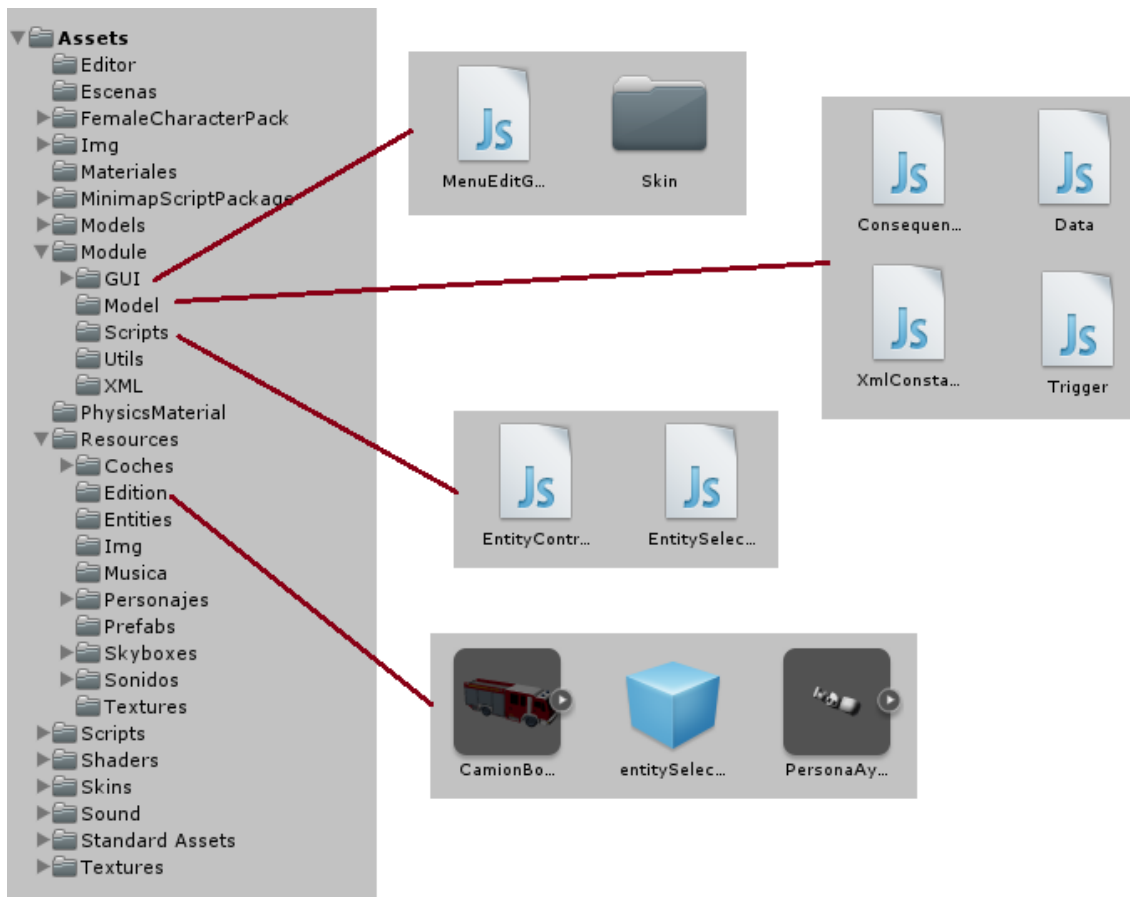 Assets
Editor
Escenas
FemaleCharacterPack
Img
Materiales
MinimapScriptPackage
Models
Module
GUI
Model
Scripts
Utils
XML
PhysicsMaterial
Resources
Coches
Edition
Entities
Img
Musica
Personajes
Prefabs
Skyboxes
Sonidos
Textures
Scripts
Shaders
Skins
Sound
Standard Assets
Textures
Js
MenuEditG... Skin
Js Js
Consequen... Data
Js Js
XmlConsta... Trigger
Js Js
EntityContr... EntitySelec...
CamionBo... entitySelec... PersonaAy...